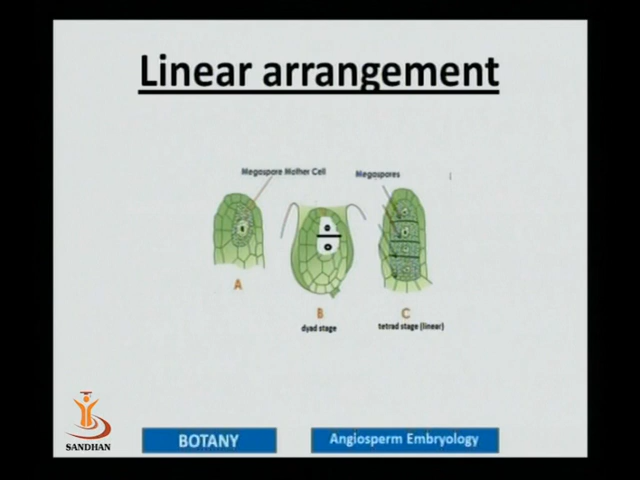 Linear arrangement
Megaspore Mother Cell
Megaspores
A
B
C
dyad stage
tetrad stage (linear)
SANDHAN
BOTANY
Angiosperm Embryology